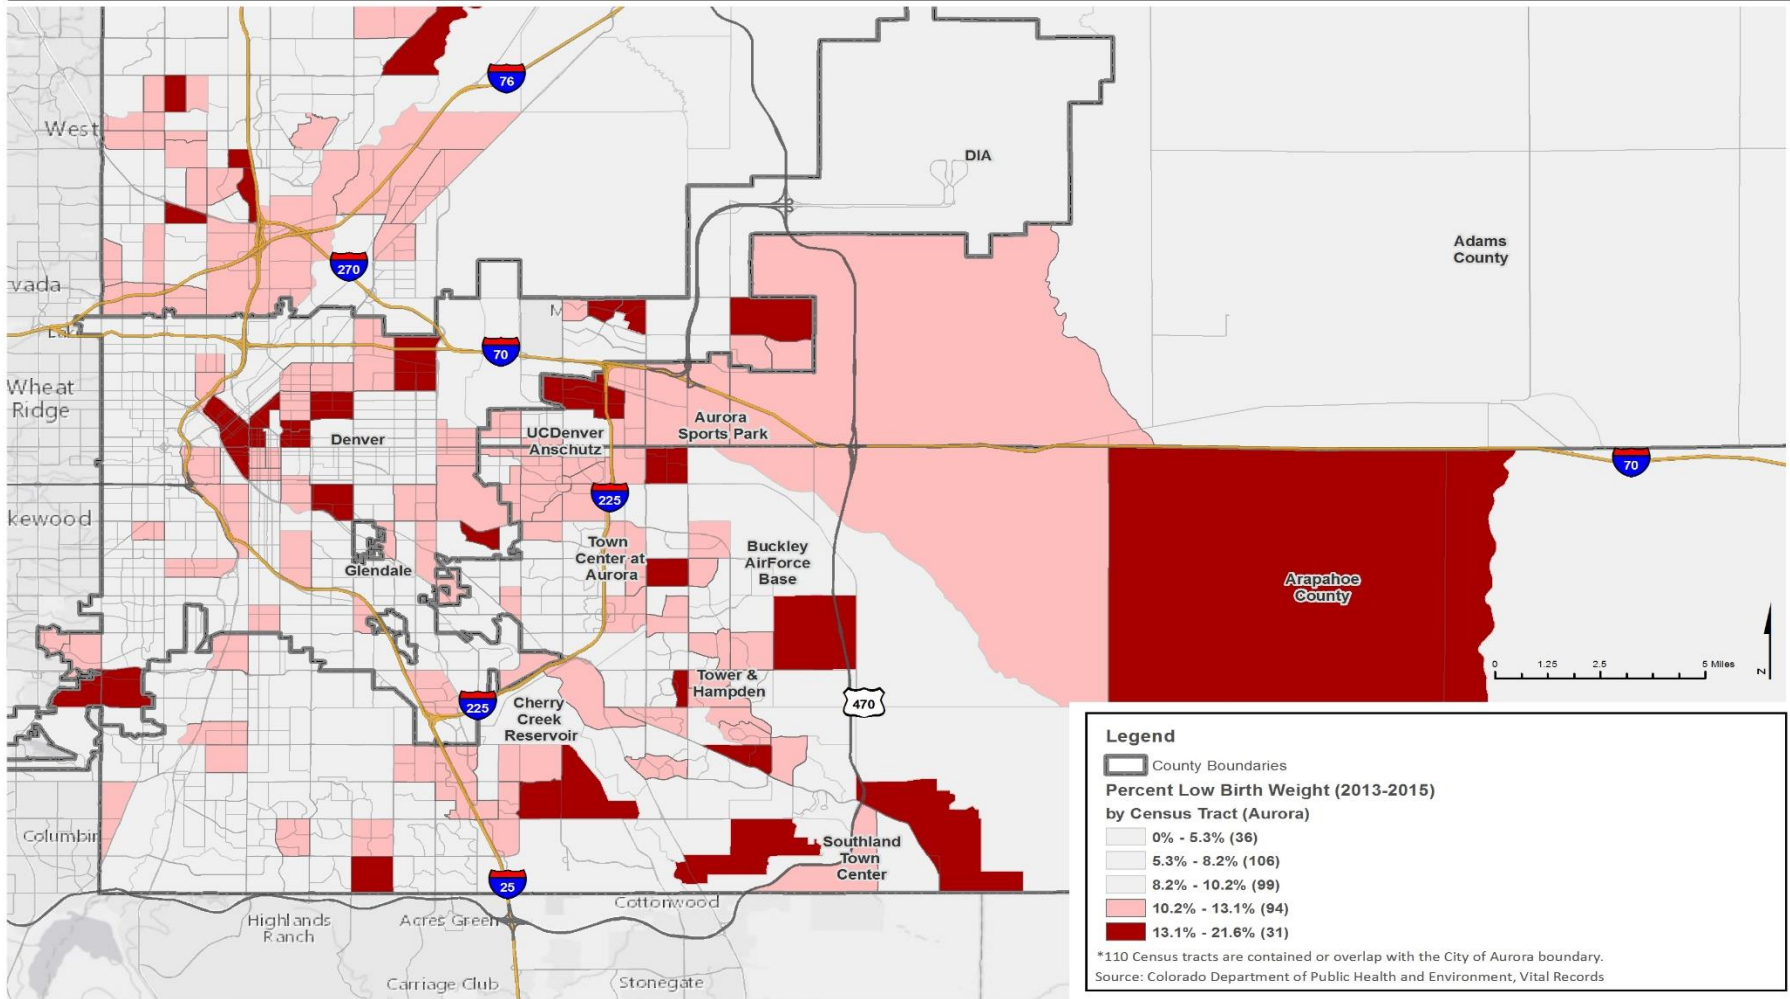 76
West
DIA
Adams
County
270
vada
M
70
Lak
Wheat
Ridge
Aurora
Sports Park
UCDenver
Anschutz
Denver
70
225
kewood
Town
Center at
Aurora
Buckley
AirForce
Base
Glendale
Arapahoe
County
0 1.25 2.5 5 Miles
N
Tower &
Hampden
225
Cherry
Creek
Reservoir
470
Columbin
Southland
Town
Center
25
Cottonwood
Highlands
Ranch
Acres Green
Carriage Club
Stonegate
Legend
County Boundaries
Percent Low Birth Weight (2013-2015)
by Census Tract (Aurora)
0% - 5.3% (36)
5.3% - 8.2% (106)
8.2% - 10.2% (99)
10.2% - 13.1% (94)
13.1% - 21.6% (31)
*110 Census tracts are contained or overlap with the City of Aurora boundary.
Source: Colorado Department of Public Health and Environment, Vital Records